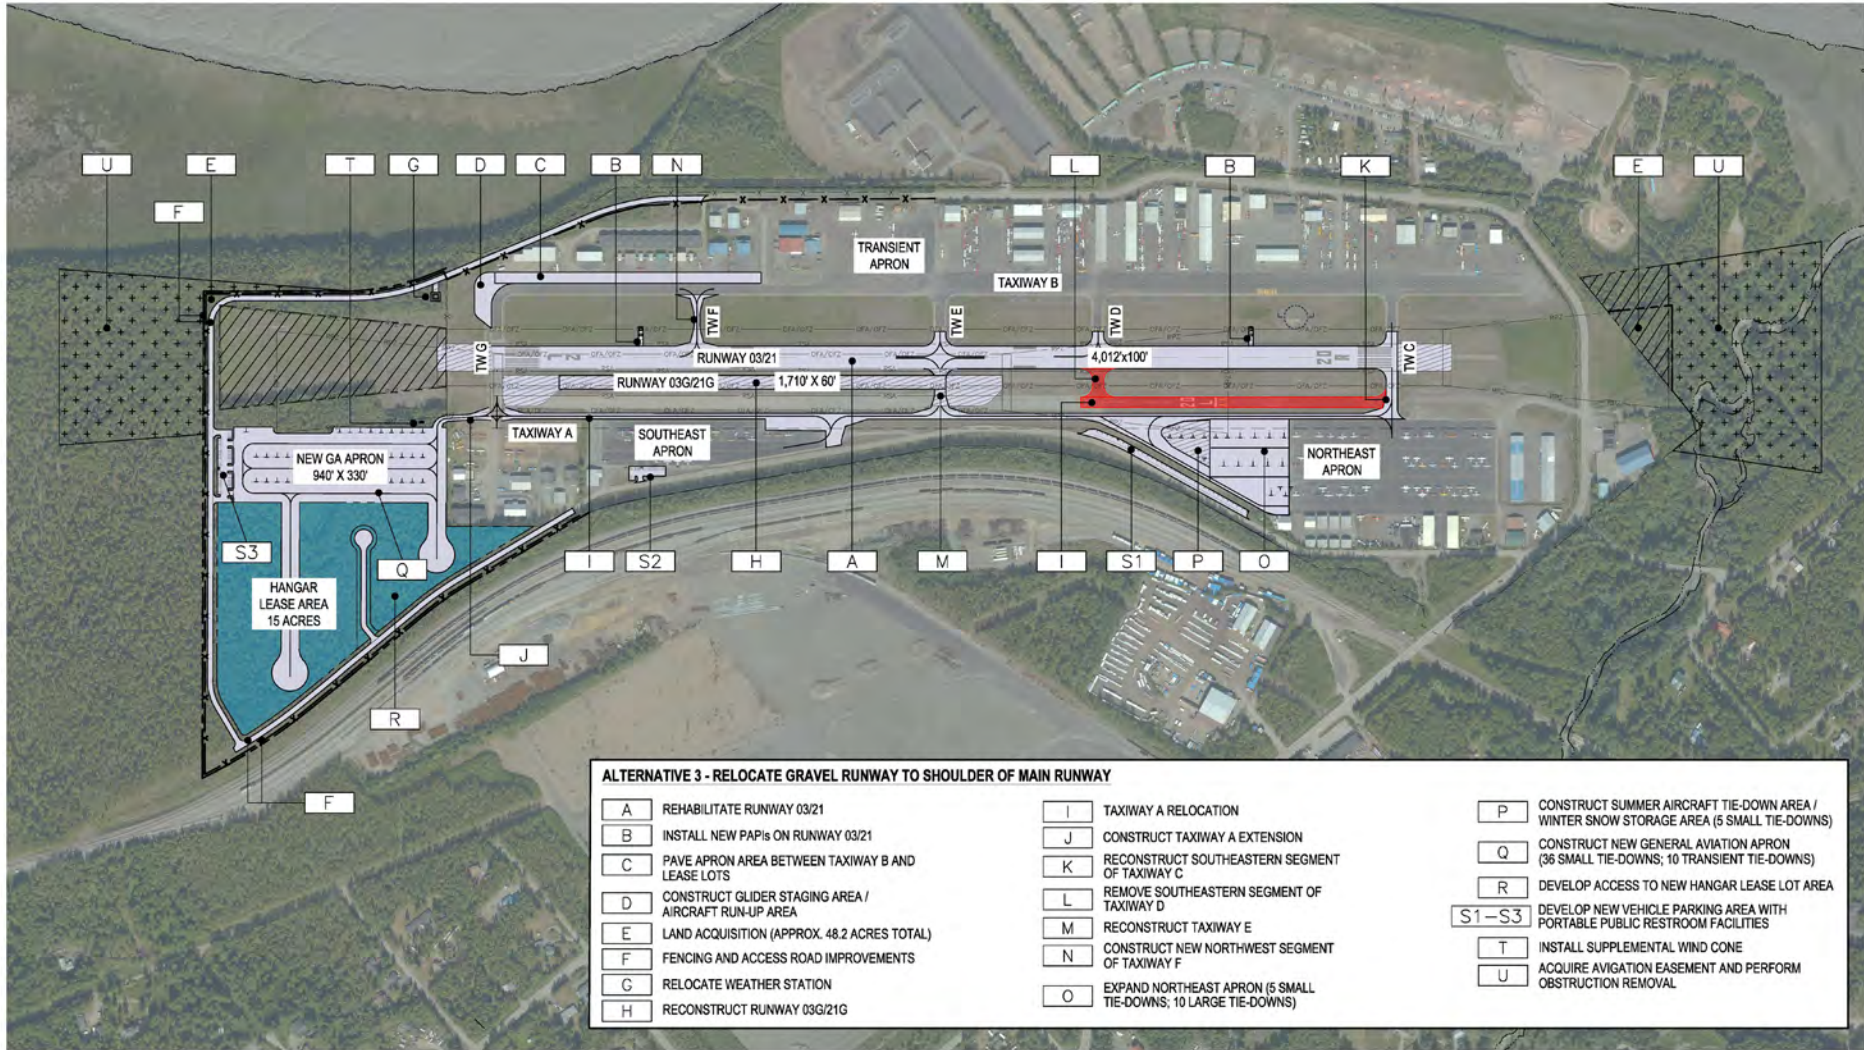 U
E
T
G
D
C
B
N
L
B
K
E
U
F
TRANSIENT
APRON
TAXIWAY B
TW F
TW E
TW D
TW G
TW C
RUNWAY 03/21
4,012'x100'
RUNWAY 03G/21G
1,710' X 60'
TAXIWAY A
SOUTHEAST
APRON
NORTHEAST
APRON
NEW GA APRON
940' X 330'
S3
Q
I
S2
H
A
M
I
S1
P
O
HANGAR
LEASE AREA
15 ACRES
J
R
F
ALTERNATIVE 3 - RELOCATE GRAVEL RUNWAY TO SHOULDER OF MAIN RUNWAY
A REHABILITATE RUNWAY 03/21
B INSTALL NEW PAPIs ON RUNWAY 03/21
C PAVE APRON AREA BETWEEN TAXIWAY B AND
LEASE LOTS
D CONSTRUCT GLIDER STAGING AREA /
AIRCRAFT RUN-UP AREA
E LAND ACQUISITION (APPROX. 48.2 ACRES TOTAL)
F FENCING AND ACCESS ROAD IMPROVEMENTS
G RELOCATE WEATHER STATION
H RECONSTRUCT RUNWAY 03G/21G
I TAXIWAY A RELOCATION
J CONSTRUCT TAXIWAY A EXTENSION
K RECONSTRUCT SOUTHEASTERN SEGMENT
OF TAXIWAY C
L REMOVE SOUTHEASTERN SEGMENT OF
TAXIWAY D
M RECONSTRUCT TAXIWAY E
N CONSTRUCT NEW NORTHWEST SEGMENT
OF TAXIWAY F
O EXPAND NORTHEAST APRON (5 SMALL
TIE-DOWNS; 10 LARGE TIE-DOWNS)
P CONSTRUCT SUMMER AIRCRAFT TIE-DOWN AREA /
WINTER SNOW STORAGE AREA (5 SMALL TIE-DOWNS)
Q CONSTRUCT NEW GENERAL AVIATION APRON
(36 SMALL TIE-DOWNS; 10 TRANSIENT TIE-DOWNS)
R DEVELOP ACCESS TO NEW HANGAR LEASE LOT AREA
S1-S3 DEVELOP NEW VEHICLE PARKING AREA WITH
PORTABLE PUBLIC RESTROOM FACILITIES
T INSTALL SUPPLEMENTAL WIND CONE
U ACQUIRE AVIGATION EASEMENT AND PERFORM
OBSTRUCTION REMOVAL